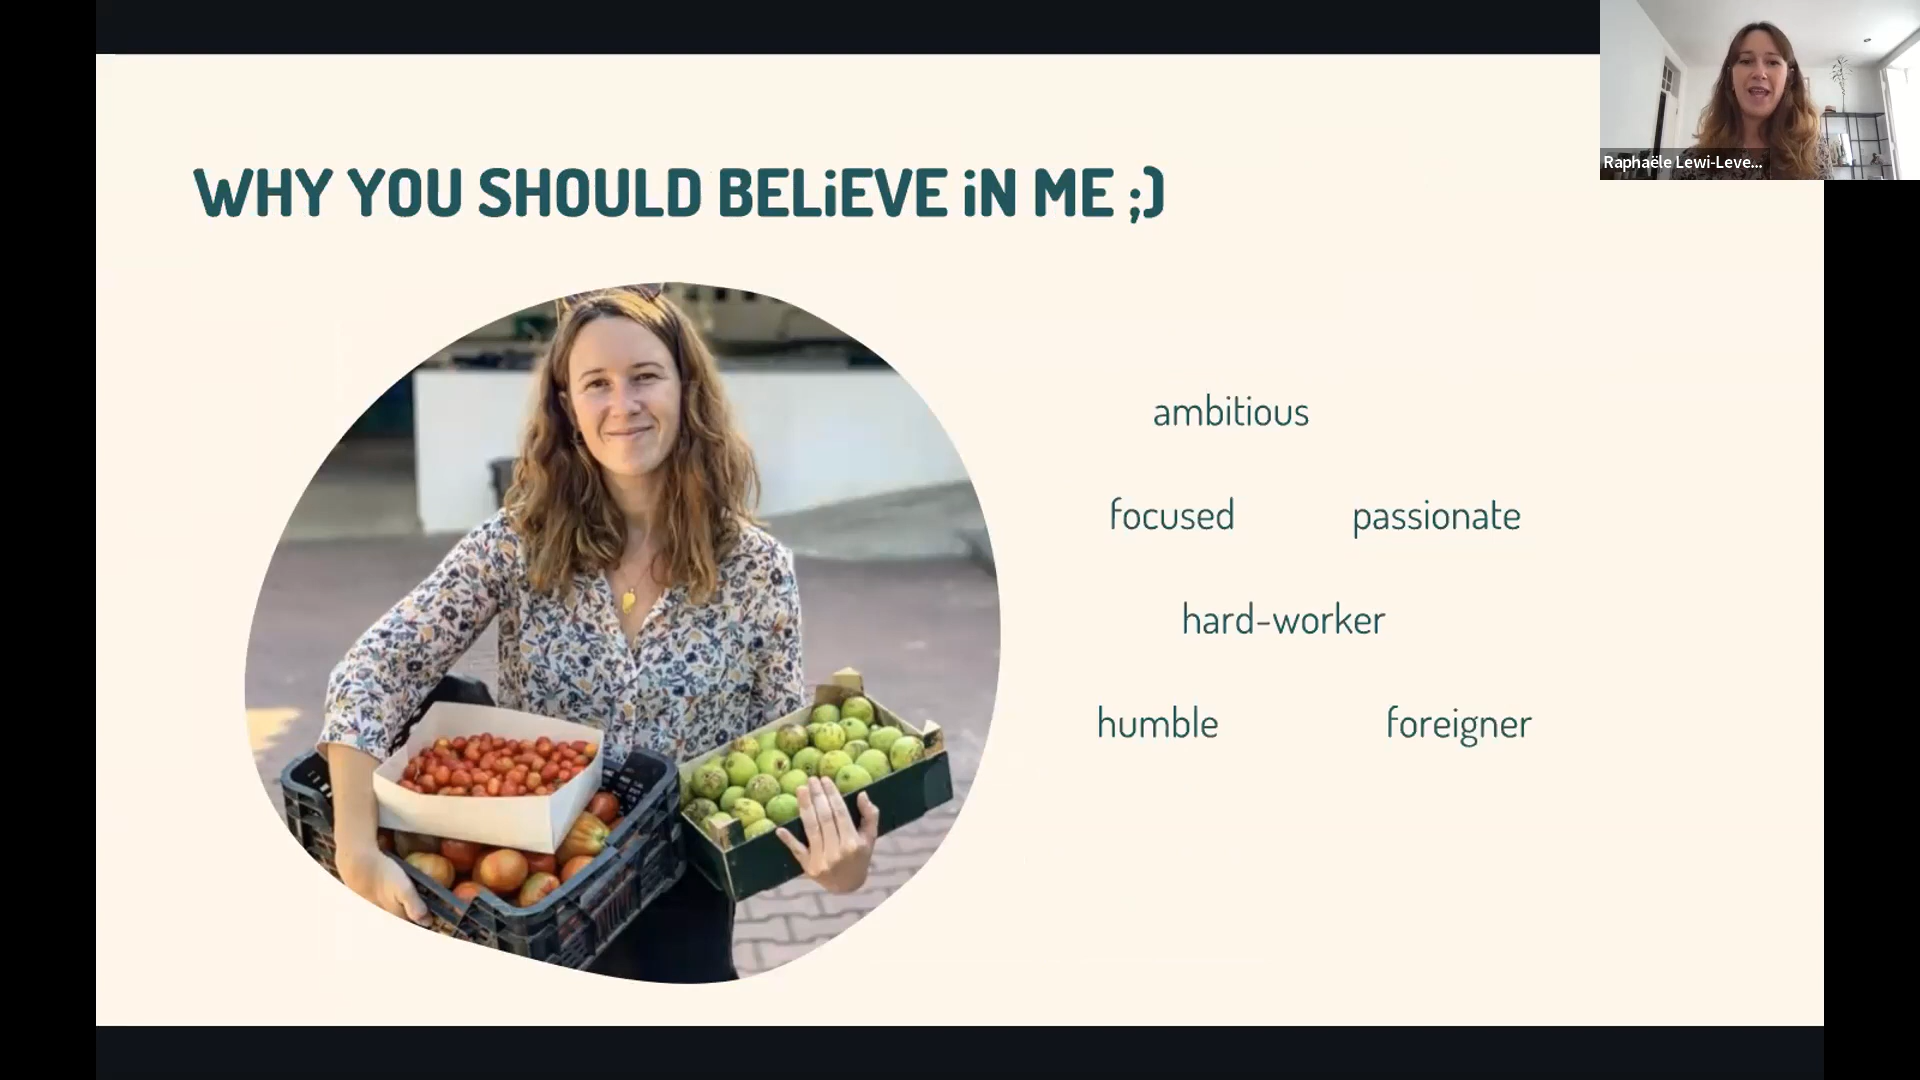 Raphaële Lewi-Leve...
WHY YOU SHOULD BELiEVE iN ME ;)
ambitious
focused passionate
hard-worker
humble foreigner